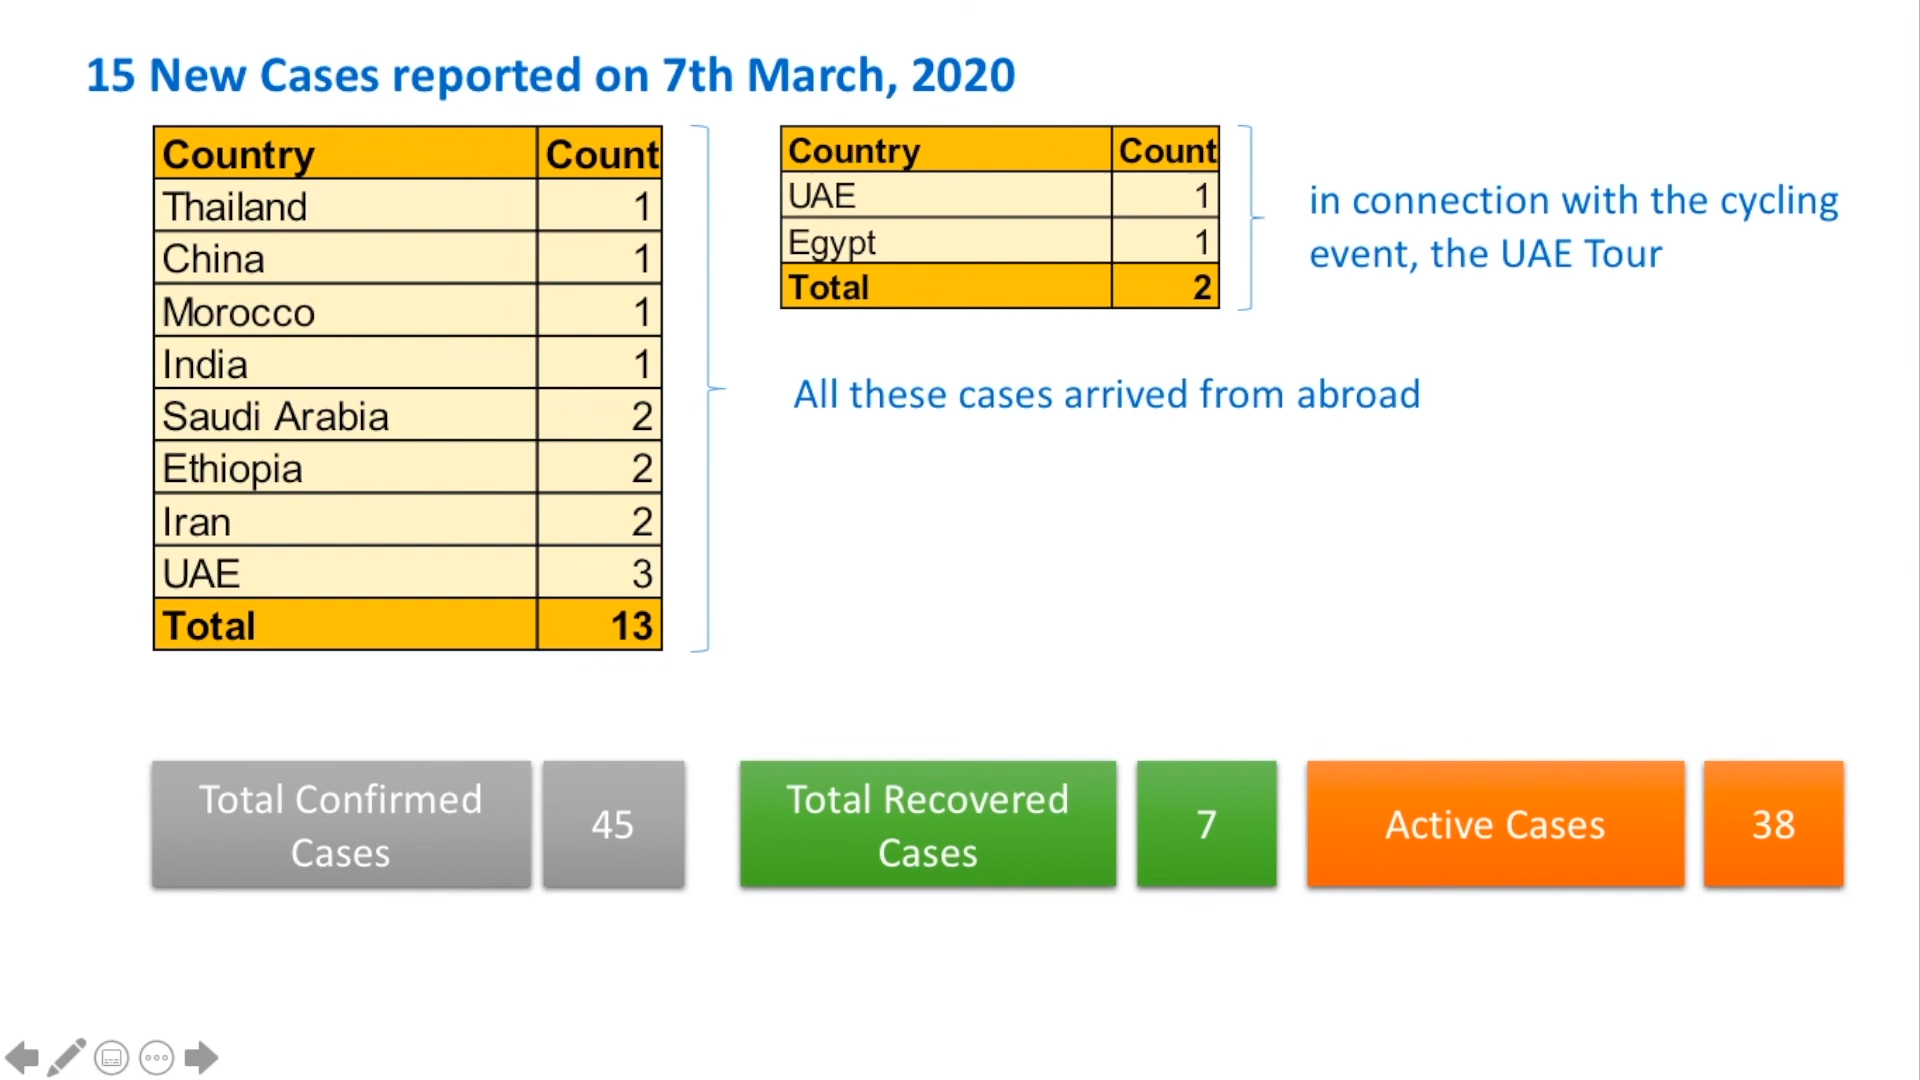 15 New Cases reported on 7th March, 2020
Country Count
Thailand 1
China 1
Morocco 1
India 1
Saudi Arabia 2
Ethiopia 2
Iran 2
UAE 3
Total 13
Country Count
UAE 1
Egypt 1
Total 2
in connection with the cycling
event, the UAE Tour
All these cases arrived from abroad
Total Confirmed
Cases
45
Total Recovered
Cases
7
Active Cases
38